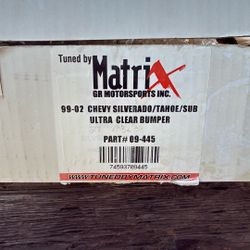 Tuned by
Matrix
GR MOTORSPORTS INC.
99-02 CHEVY SILVERADO/TAHOE/SUB
ULTRA CLEAR BUMPER
PART# 09-445
74593709445
WWW.TUNEDBYMATRIX.COM